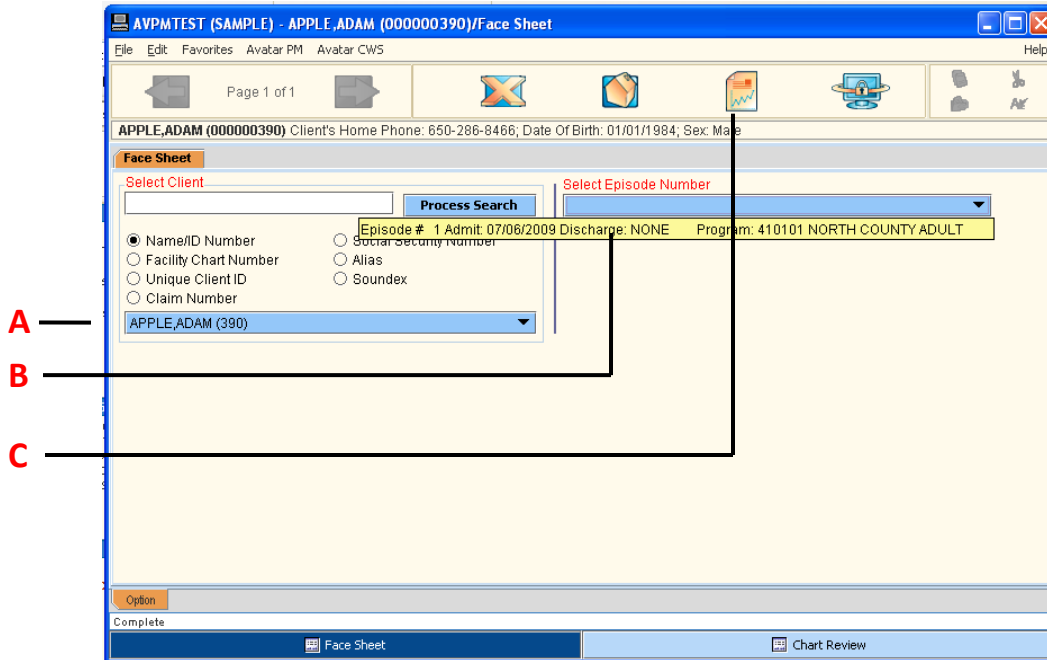 AVPMTEST (SAMPLE) - APPLE,ADAM (000000390)/Face Sheet
File Edit Favorites Avatar PM Avatar CWS Help
Page 1 of 1
APPLE,ADAM (000000390) Client's Home Phone: 650-286-8466; Date Of Birth: 01/01/1984; Sex: Male
Face Sheet
Select Client
Process Search
Name/ID Number
Social Security Number
Facility Chart Number
Alias
Unique Client ID
Soundex
Claim Number
APPLE,ADAM (390)
Select Episode Number
Episode # 1 Admit: 07/06/2009 Discharge: NONE Program: 410101 NORTH COUNTY ADULT
A
B
C
Option
Complete
Face Sheet
Chart Review